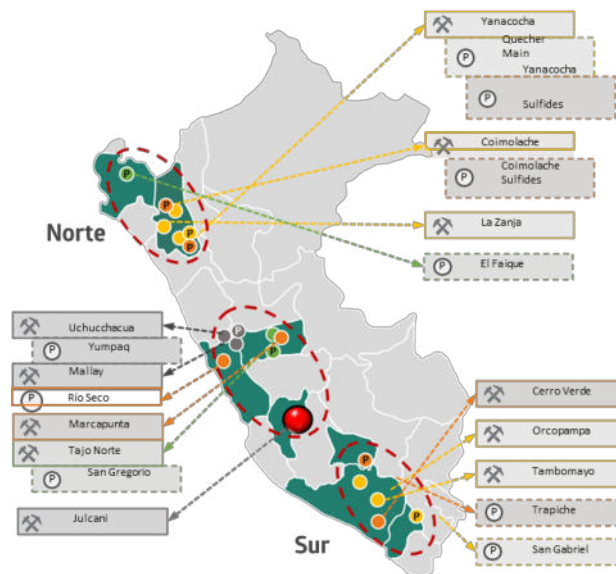 Yanacocha
Quecher
P
Main
Yanacocha
P
Sulfides
Coimolache
Coimolache
P
Sulfides
La Zanja
P
El Faique
P
P
P
P
Norte
Uchucchacua
P
Yumpaq
Mallay
P
Río Seco
Marcapunta
Tajo Norte
P
San Gregorio
Julcani
P
P
Cerro Verde
Orcopampa
Tambomayo
P
Trapiche
P
San Gabriel
P
P
Sur